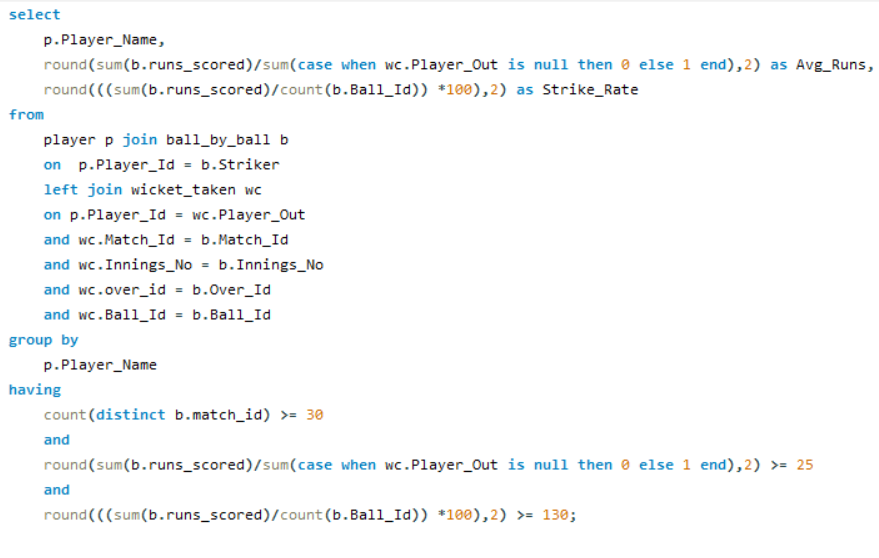 select
p.Player_Name,
round(sum(b.runs_scored)/sum(case when wc.Player_Out is null then 0 else 1 end),2) as Avg_Runs,
round(((sum(b.runs_scored)/count(b.Ball_Id)) *100),2) as Strike_Rate
from
player p join ball_by_ball b
on  p.Player_Id = b.Striker
left join wicket_taken wc
on p.Player_Id = wc.Player_Out
and wc.Match_Id = b.Match_Id
and wc.Innings_No = b.Innings_No
and wc.over_id = b.Over_Id
and wc.Ball_Id = b.Ball_Id
group by
p.Player_Name
having
count(distinct b.match_id) >= 30
and
round(sum(b.runs_scored)/sum(case when wc.Player_Out is null then 0 else 1 end),2) >= 25
and
round(((sum(b.runs_scored)/count(b.Ball_Id)) *100),2) >= 130;